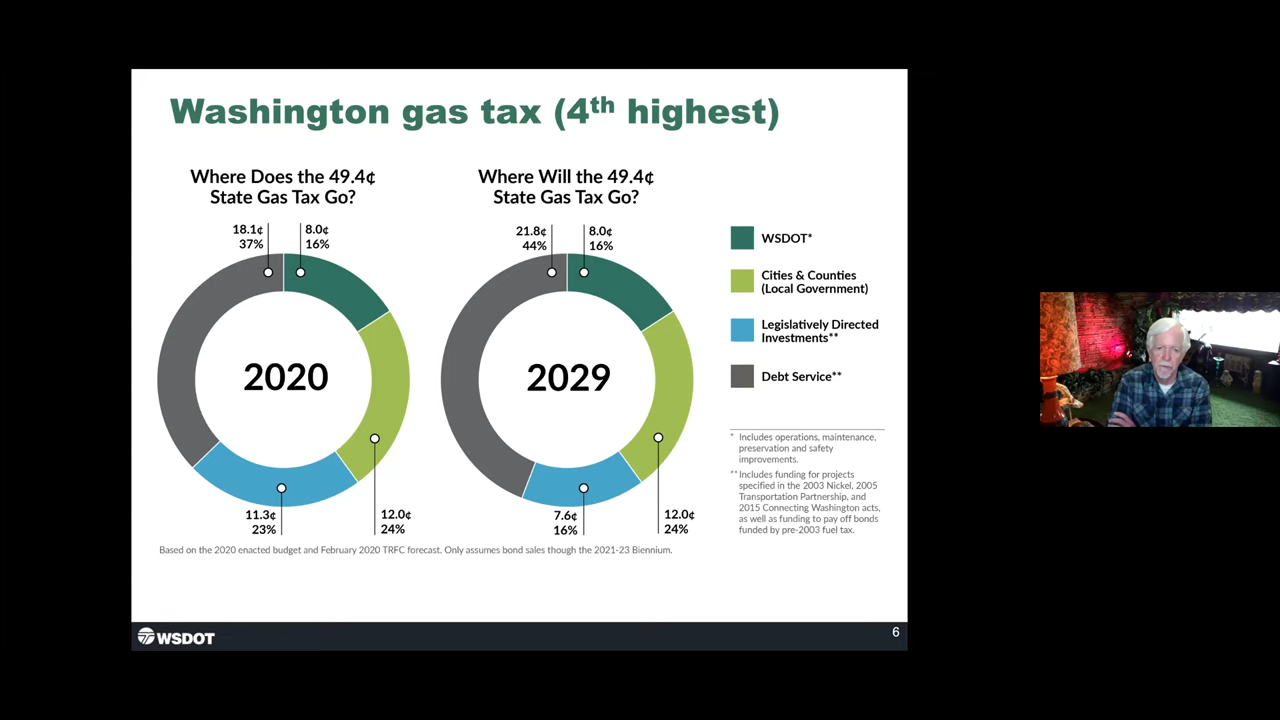 Washington gas tax (4th highest)
Where Does the 49.4¢
State Gas Tax Go?
18.1¢
37%
8.0¢
16%
2020
11.3¢
23%
12.0¢
24%
Where Will the 49.4¢
State Gas Tax Go?
21.8¢
44%
8.0¢
16%
2029
7.6¢
16%
12.0¢
24%
WSDOT*
Cities & Counties
(Local Government)
Legislatively Directed
Investments**
Debt Service**
* Includes operations, maintenance,
preservation and safety
improvements.
** Includes funding for projects
specified in the 2003 Nickel, 2005
Transportation Partnership, and
2015 Connecting Washington acts,
as well as funding to pay off bonds
funded by pre-2003 fuel tax.
Based on the 2020 enacted budget and February 2020 TRFC forecast. Only assumes bond sales though the 2021-23 Biennium.
WSDOT
6